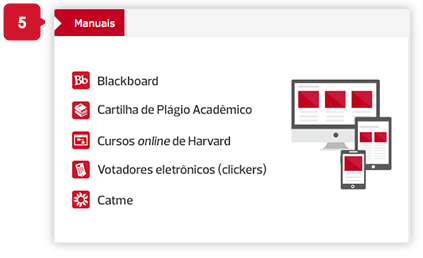 5
Manuais
Bb Blackboard
Cartilha de Plágio Acadêmico
Cursos online de Harvard
Votadores eletrônicos (clickers)
Catme